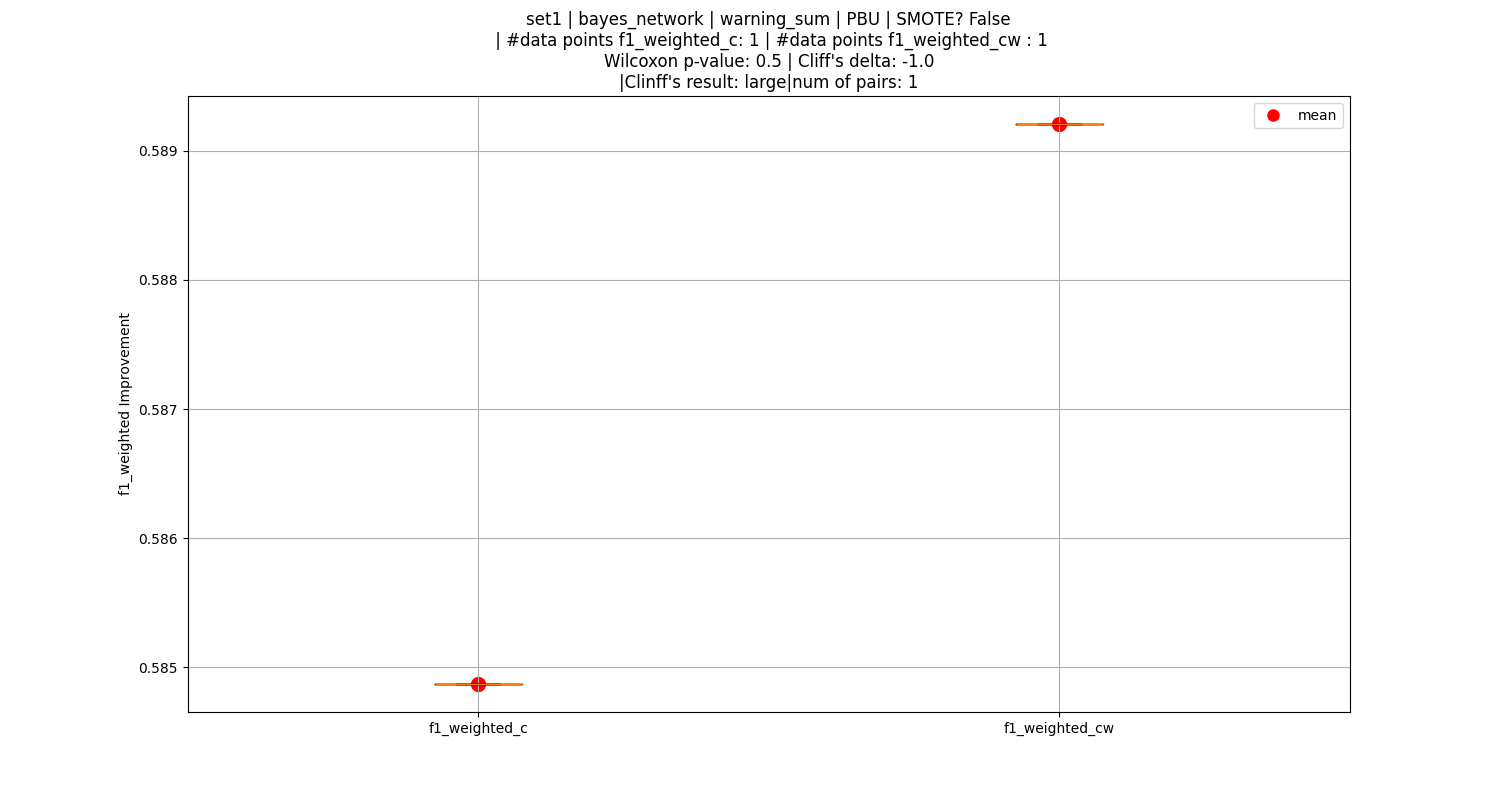 set1 | bayes_network | warning_sum | PBU | SMOTE? False
| #data points f1_weighted_c: 1 | #data points f1_weighted_cw : 1
Wilcoxon p-value: 0.5 | Cliff's delta: -1.0
|Clinff's result: large|num of pairs: 1
mean
f1_weighted Improvement
0.589
0.588
0.587
0.586
0.585
f1_weighted_c
f1_weighted_cw